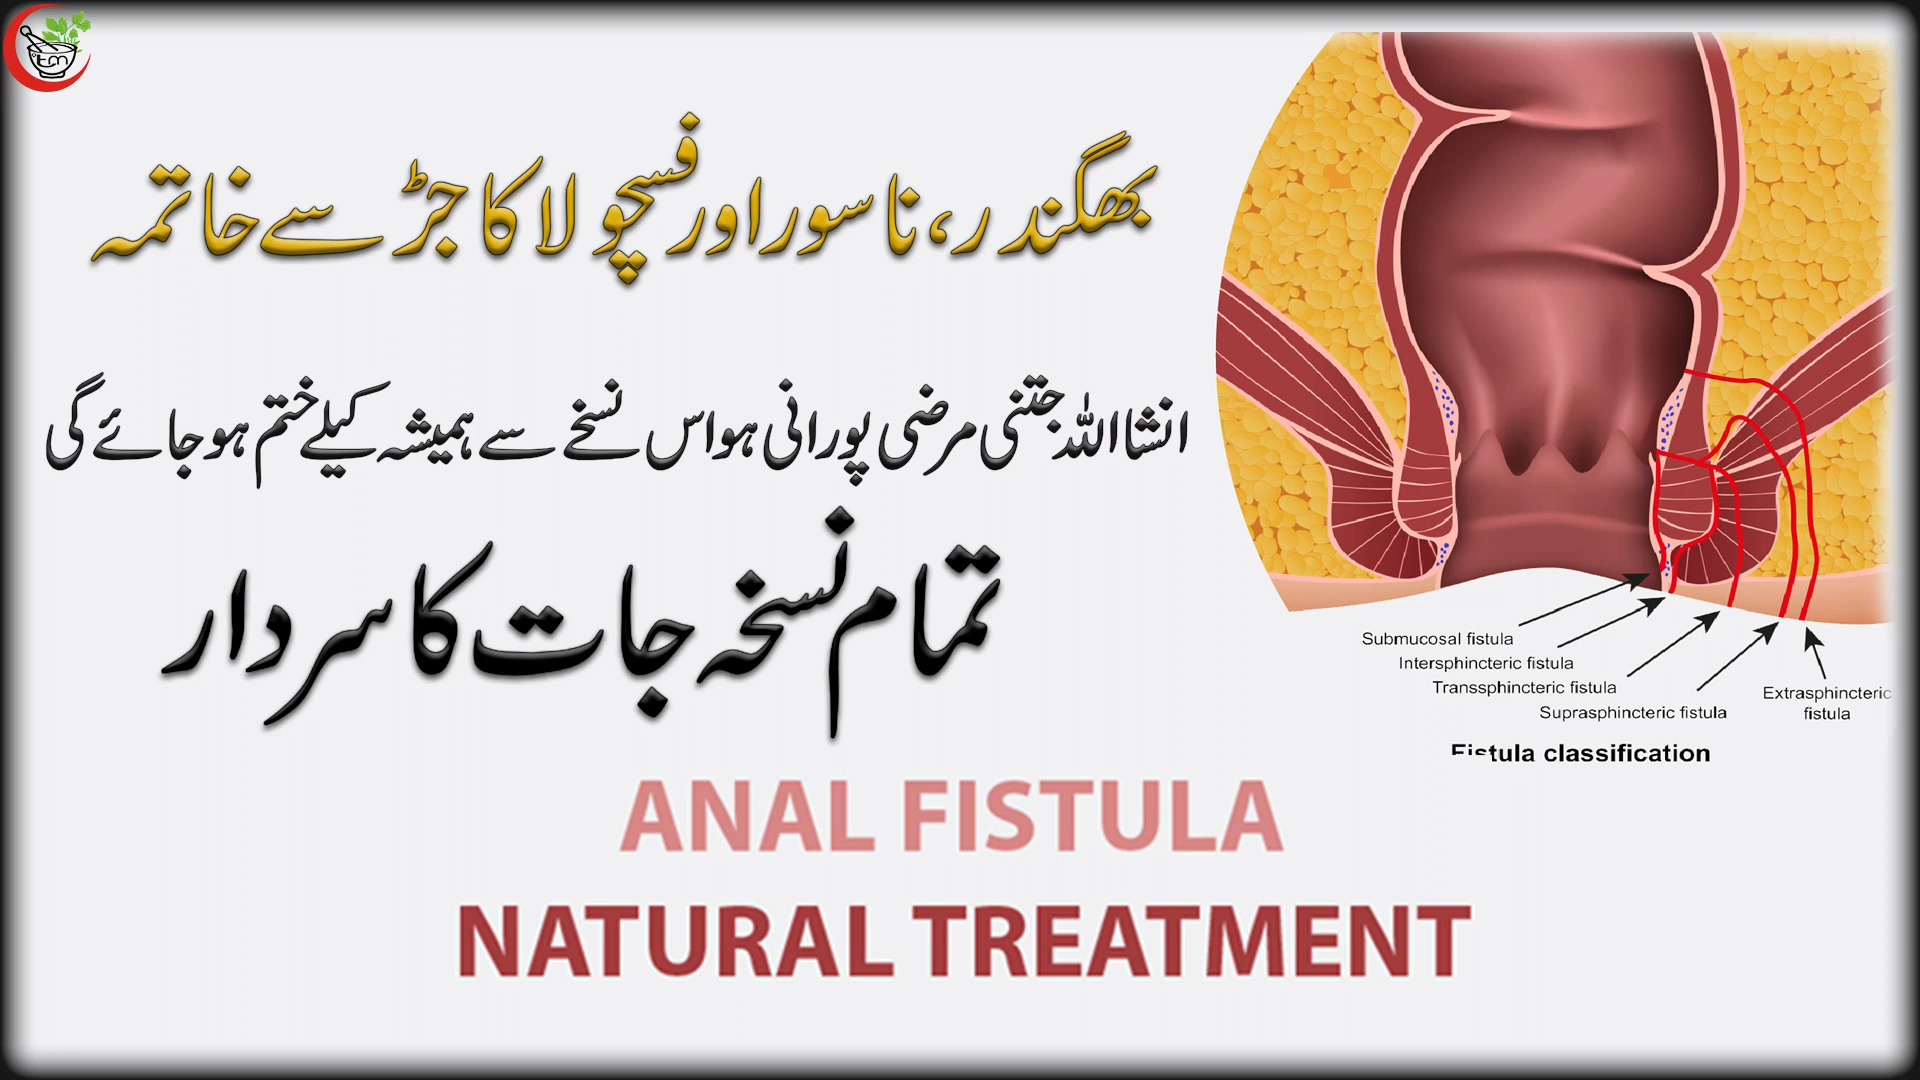 بھگندر، ناسور اور فسچولا کا جڑ سے خاتمہ
انشااللہ جتنی مرضی پورانی ہو اس نسخے سے ہمیشہ کیلے ختم ہو جائے گی
تمام نسخہ جات کا سردار
Submucosal fistula
Intersphincteric fistula
Transsphincteric fistula
Suprasphincteric fistula
Extrasphincteric
fistula
Fistula classification
ANAL FISTULA
NATURAL TREATMENT